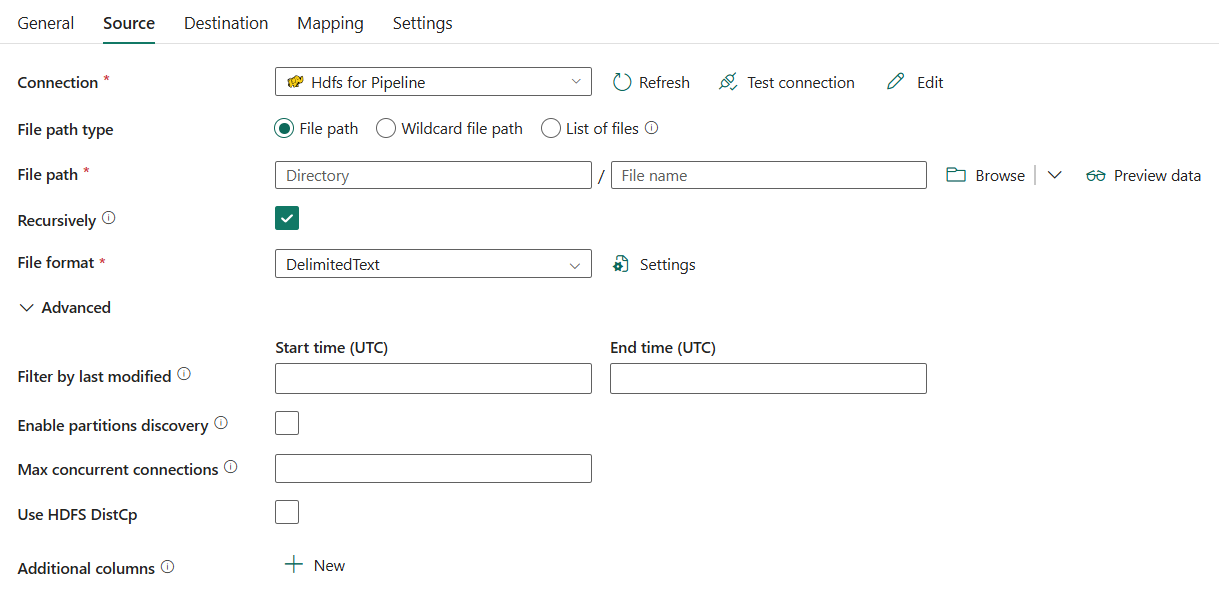 General Source Destination Mapping Settings
Connection * Hdfs for Pipeline Refresh Test connection Edit
File path type File path Wildcard file path List of files
File path * Directory / File name Browse Preview data
Recursively
File format * DelimitedText Settings
Advanced
Start time (UTC) End time (UTC)
Filter by last modified
Enable partitions discovery
Max concurrent connections
Use HDFS DistCp
Additional columns New